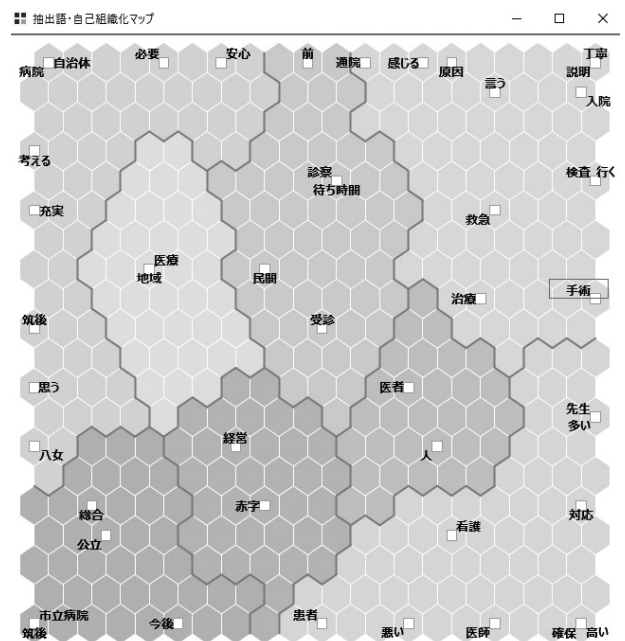 抽出語・自己組織化マップ
病院 自治体 必要 安心 前 通院 感じる 原因 丁寧
説明
言う
入院
考える
診察
待ち時間
検査 行く
充実
救急
医療
地域
民間
治療
手術
筑後
受診
思う
医者
先生
多い
八女
経営
人
総合
赤字
看護
対応
公立
市立病院
筑後
今後
患者
悪い
医師
確保 高い